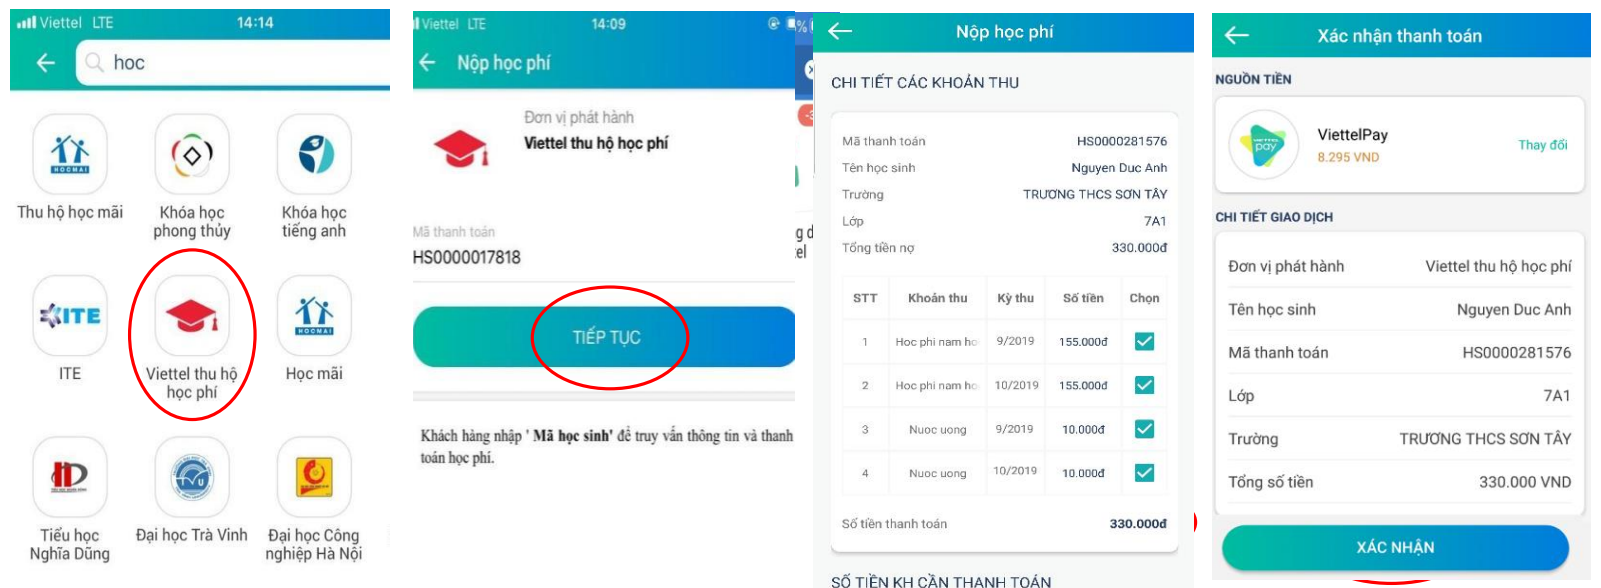 Viettel LTE 14:14
hoc
HOCMAI
Thu hộ học mãi
Khóa học
phong thủy
Khóa học
tiếng anh
ITE
ITE
Viettel thu hộ
học phí
HOCMAI
Học mãi
Tiểu học
Nghĩa Dũng
Đại học Trà Vinh
Đại học Công
nghiệp Hà Nội
Viettel LTE 14:09
Nộp học phí
Đơn vị phát hành
Viettel thu hộ học phí
Mã thanh toán
HS0000017818
TIẾP TỤC
Khách hàng nhập ' Mã học sinh' để truy vấn thông tin và thanh
toán học phí.
Nộp học phí
CHI TIẾT CÁC KHOẢN THU
Mã thanh toán HS0000281576
Tên học sinh Nguyen Duc Anh
Trường TRƯƠNG THCS SƠN TÂY
Lớp 7A1
Tổng tiền nợ 330.000đ
STT Khoản thu Kỳ thu Số tiền Chọn
1 Hoc phi nam ho 9/2019 155.000đ
2 Hoc phi nam ho 10/2019 155.000đ
3 Nuoc uong 9/2019 10.000đ
4 Nuoc uong 10/2019 10.000đ
Số tiền thanh toán 330.000đ
SỐ TIỀN KH CẦN THANH TOÁN
Xác nhận thanh toán
NGUỒN TIỀN
pay
ViettelPay
8.295 VND
Thay đổi
CHI TIẾT GIAO DỊCH
Đơn vị phát hành Viettel thu hộ học phí
Tên học sinh Nguyen Duc Anh
Mã thanh toán HS0000281576
Lớp 7A1
Trường TRƯƠNG THCS SƠN TÂY
Tổng số tiền 330.000 VND
XÁC NHẬN